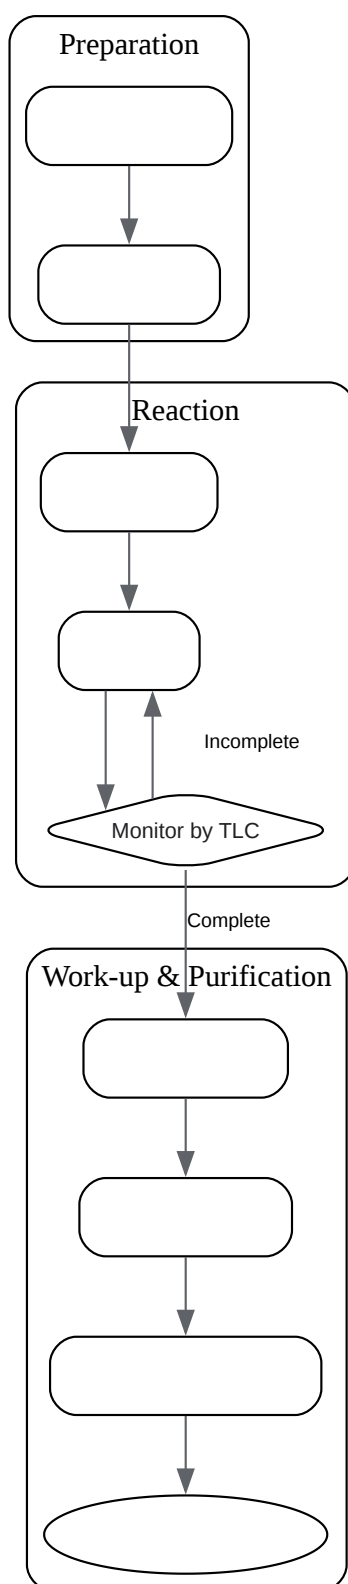 Preparation
Reaction
Incomplete
Monitor by TLC
Complete
Work-up & Purification